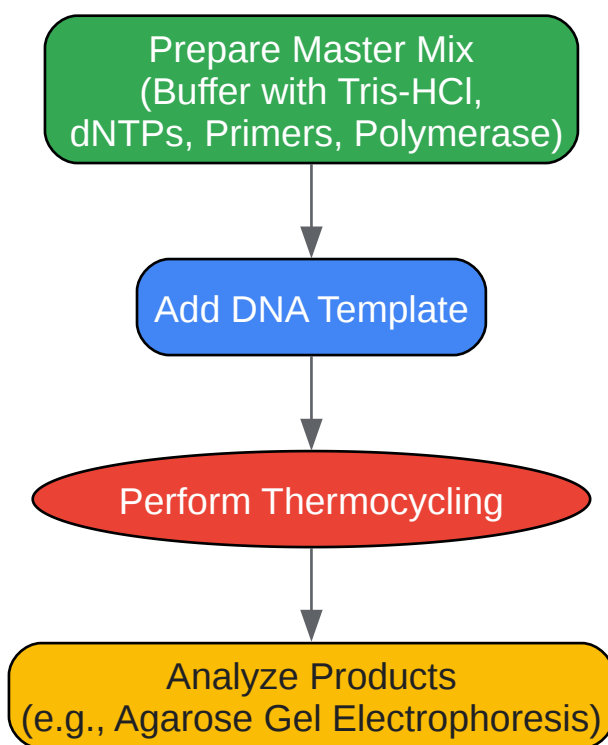 Prepare Master Mix
(Buffer with Tris-HCl,
dNTPs, Primers, Polymerase)
Add DNA Template
Perform Thermocycling
Analyze Products
(e.g., Agarose Gel Electrophoresis)